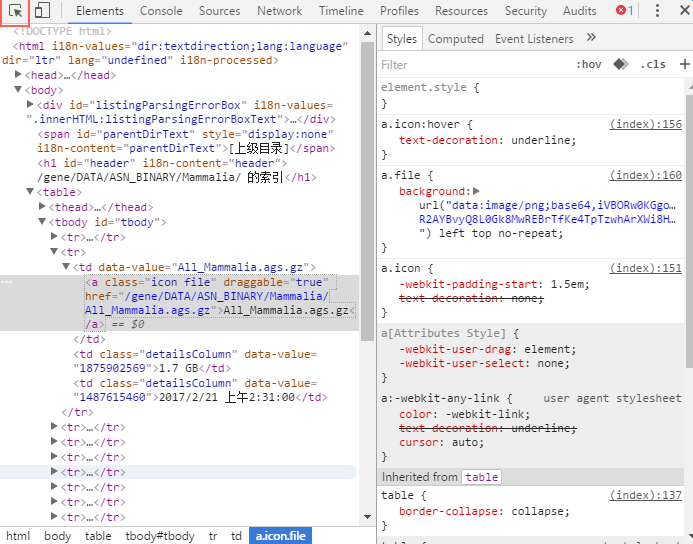 Elements Console Sources Network Timeline Profiles Resources Security Audits 1
<!DOCTYPE html>
<html i18n-values="dir:textdirection;lang:language"
dir="ltr" lang="undefined" i18n-processed>
<head>…</head>
<body>
<div id="listingParsingErrorBox" i18n-values=
".innerHTML:listingParsingErrorBoxText">…</div>
<span id="parentDirText" style="display:none"
i18n-content="parentDirText">[上级目录]</span>
<h1 id="header" i18n-content="header">
/gene/DATA/ASN_BINARY/Mammalia/ 的索引</h1>
<table>
<thead>…</thead>
<tbody id="tbody">
<tr>…</tr>
<tr>
<td data-value="All_Mammalia.ags.gz">
<a class="icon file" draggable="true"
href="/gene/DATA/ASN_BINARY/Mammalia/
All_Mammalia.ags.gz">All_Mammalia.ags.gz<
/a> == $0
</td>
<td class="detailsColumn" data-value=
"1875902569">1.7 GB</td>
<td class="detailsColumn" data-value=
"1487615460">2017/2/21 上午2:31:00</td>
</tr>
<tr>…</tr>
<tr>…</tr>
<tr>…</tr>
<tr>…</tr>
<tr>…</tr>
<tr>…</tr>
<tr>…</tr>
html body table tbody#tbody tr td a.icon.file
Styles Computed Event Listeners »
Filter :hov .cls +
element.style {
}
a.icon:hover { (index):156
text-decoration: underline;
}
a.file { (index):160
background:
url("data:image/png;base64,iVBORw0KGgo…
R2AYBvyQ8L0Gk8MwREBrTfKe4TpTzwhArXWi8H…
") left top no-repeat;
}
a.icon { (index):151
-webkit-padding-start: 1.5em;
text-decoration: none;
}
a[Attributes Style] {
-webkit-user-drag: element;
-webkit-user-select: none;
}
a:-webkit-any-link { user agent stylesheet
color: -webkit-link;
text-decoration: underline;
cursor: auto;
}
Inherited from table
table { (index):137
border-collapse: collapse;
}